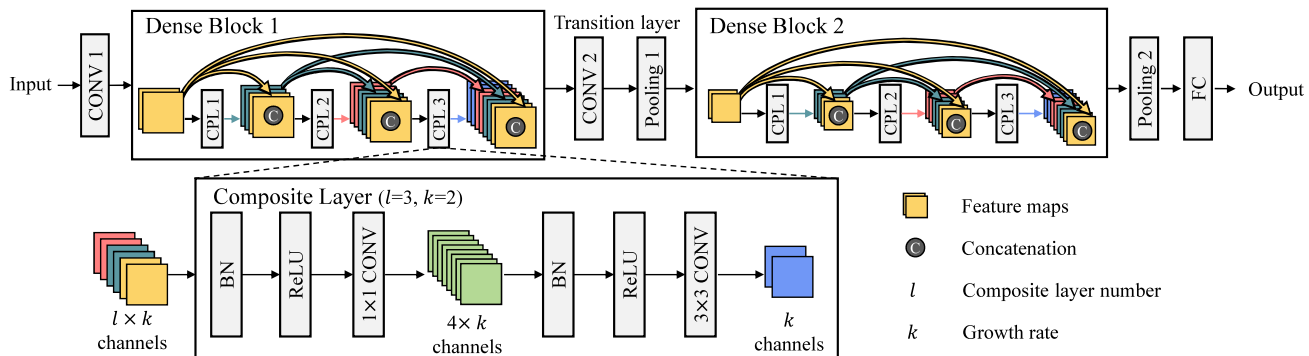 Dense Block 1
Transition layer
Dense Block 2
Input
CONV 1
CPL 1
C
CPL 2
C
CPL 3
C
CONV 2
Pooling 1
CPL 1
C
CPL 2
C
CPL 3
C
Pooling 2
FC
Output
Composite Layer (l=3, k=2)
l × k
channels
BN
ReLU
1×1 CONV
4× k
channels
BN
ReLU
3×3 CONV
k
channels
Feature maps
C
Concatenation
l
Composite layer number
k
Growth rate